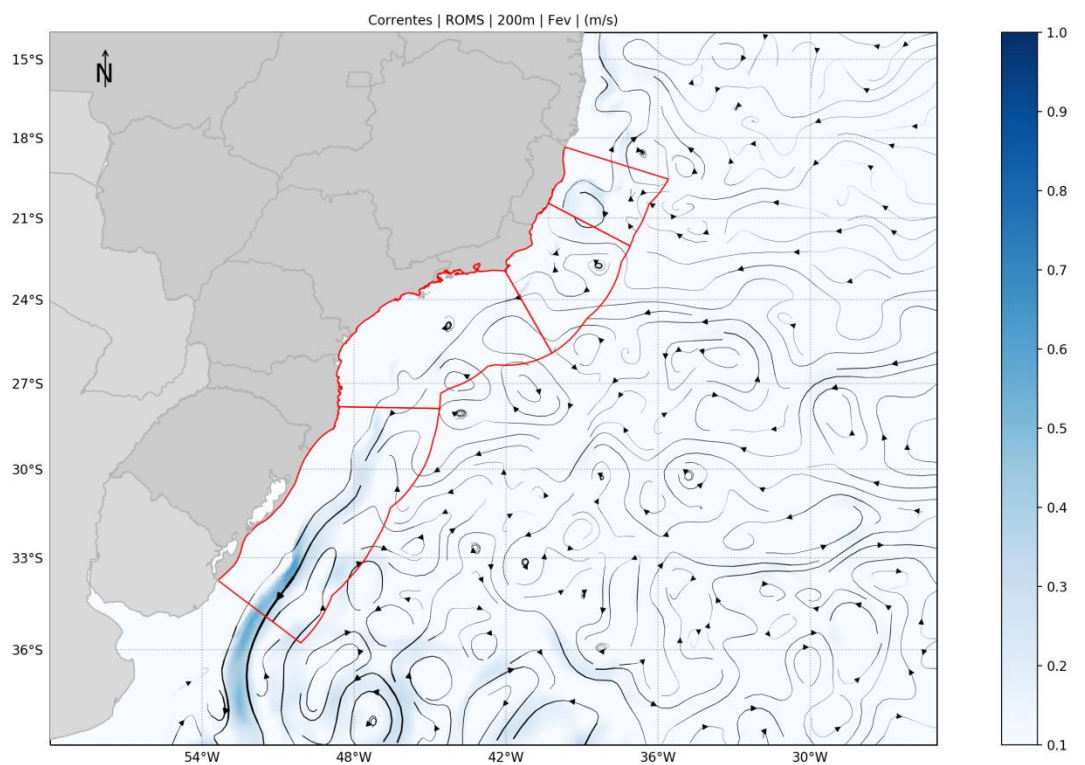 Correntes | ROMS | 200m | Fev | (m/s)
N
15°S
18°S
21°S
24°S
27°S
30°S
33°S
36°S
54°W
48°W
42°W
36°W
30°W
1.0
0.9
0.8
0.7
0.6
0.5
0.4
0.3
0.2
0.1